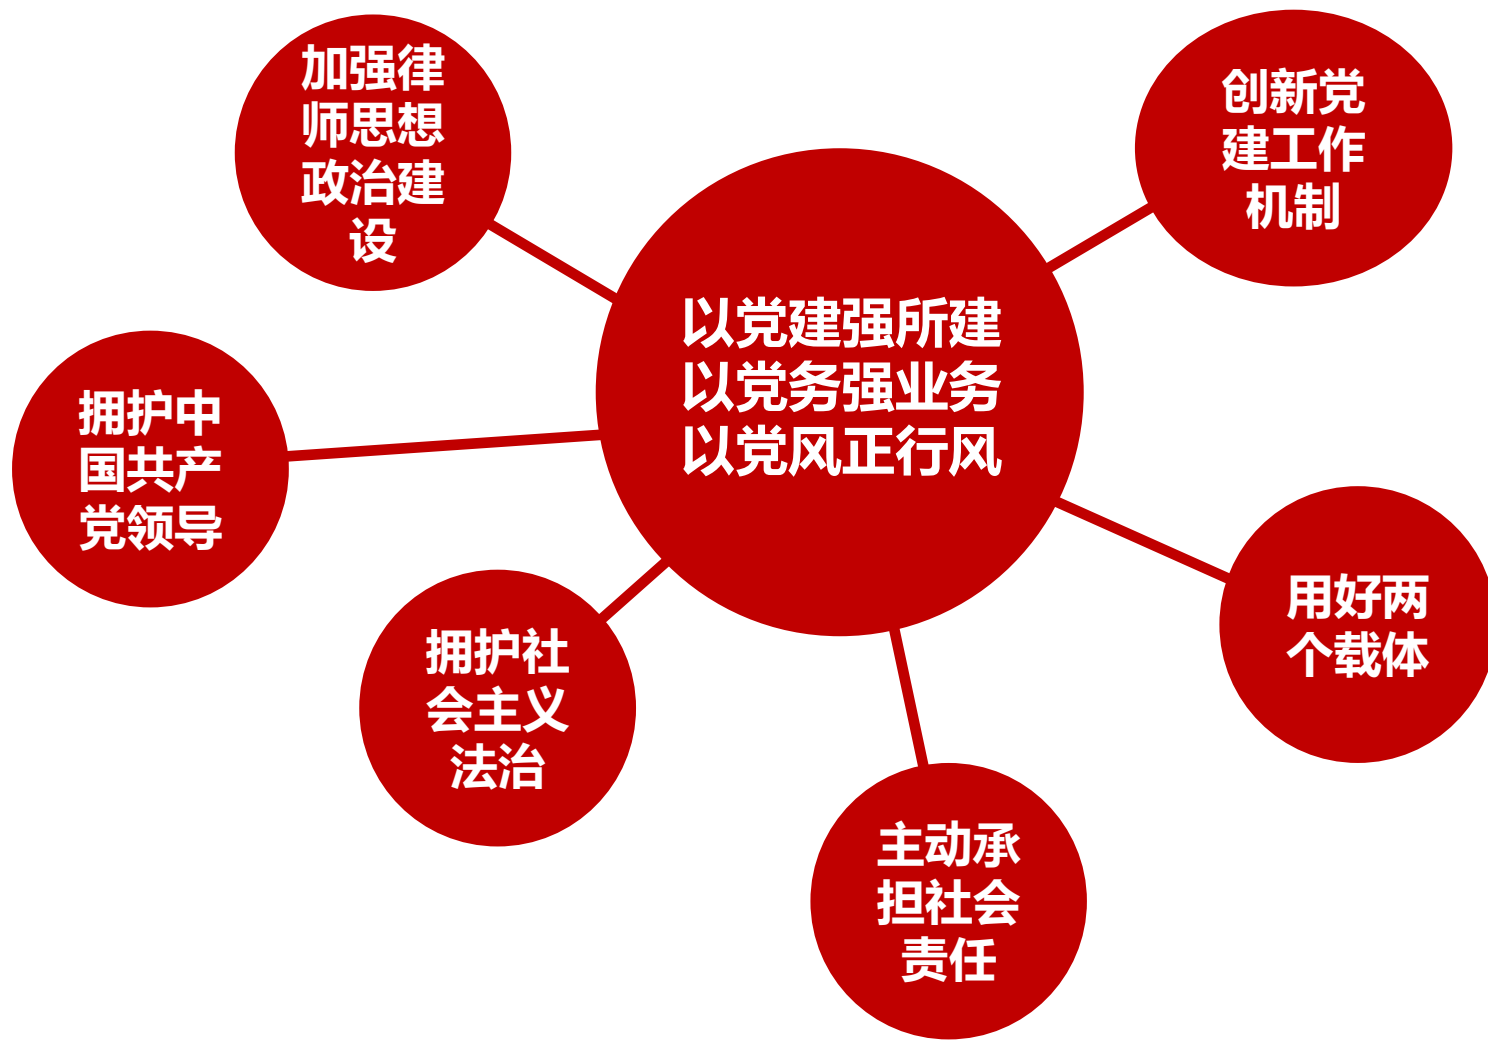 加强律
师思想
政治建
设
创新党
建工作
机制
以党建强所建
以党务强业务
以党风正行风
拥护中
国共产
党领导
用好两
个载体
拥护社
会主义
法治
主动承
担社会
责任